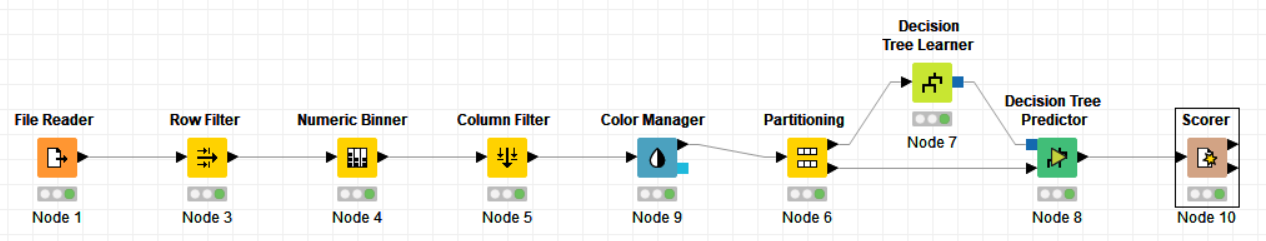 Decision
Tree Learner
Node 7
File Reader
Node 1
Row Filter
Node 3
Numeric Binner
Node 4
Column Filter
Node 5
Color Manager
Node 9
Partitioning
Node 6
Decision Tree
Predictor
Node 8
Scorer
Node 10